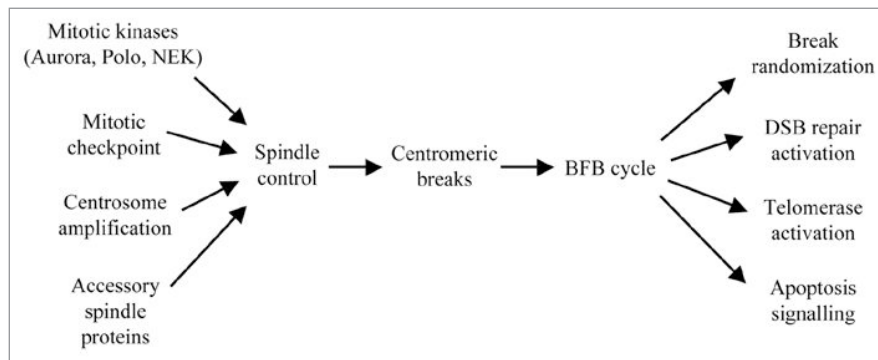 Mitotic kinases
(Aurora, Polo, NEK)
Mitotic
checkpoint
Centrosome
amplification
Accessory
spindle
proteins
Spindle
control
Centromeric
breaks
BFB cycle
Break
randomization
DSB repair
activation
Telomerase
activation
Apoptosis
signalling